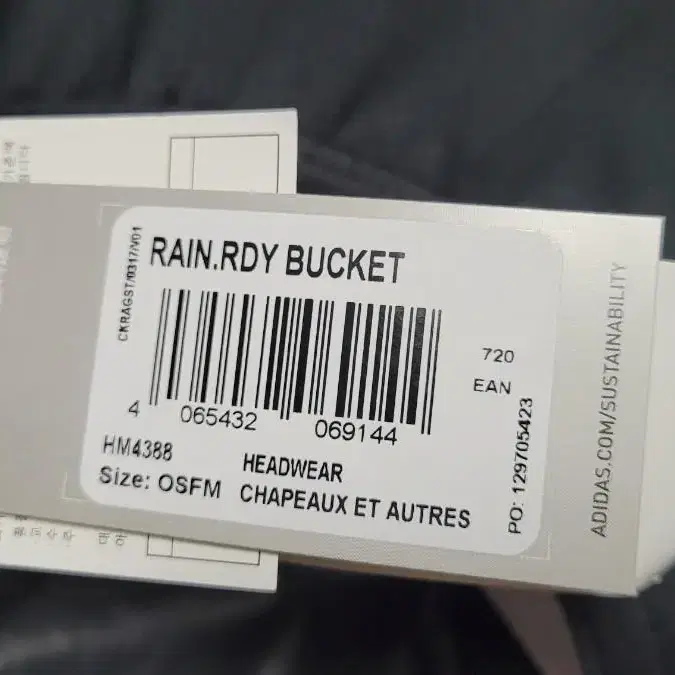 CKRAGST/0317/V01
RAIN.RDY BUCKET
720
EAN
4 065432 069144
HM4388
HEADWEAR
Size: OSFM
CHAPEAUX ET AUTRES
PO: 129705423
ADIDAS.COM/SUSTAINABILITY